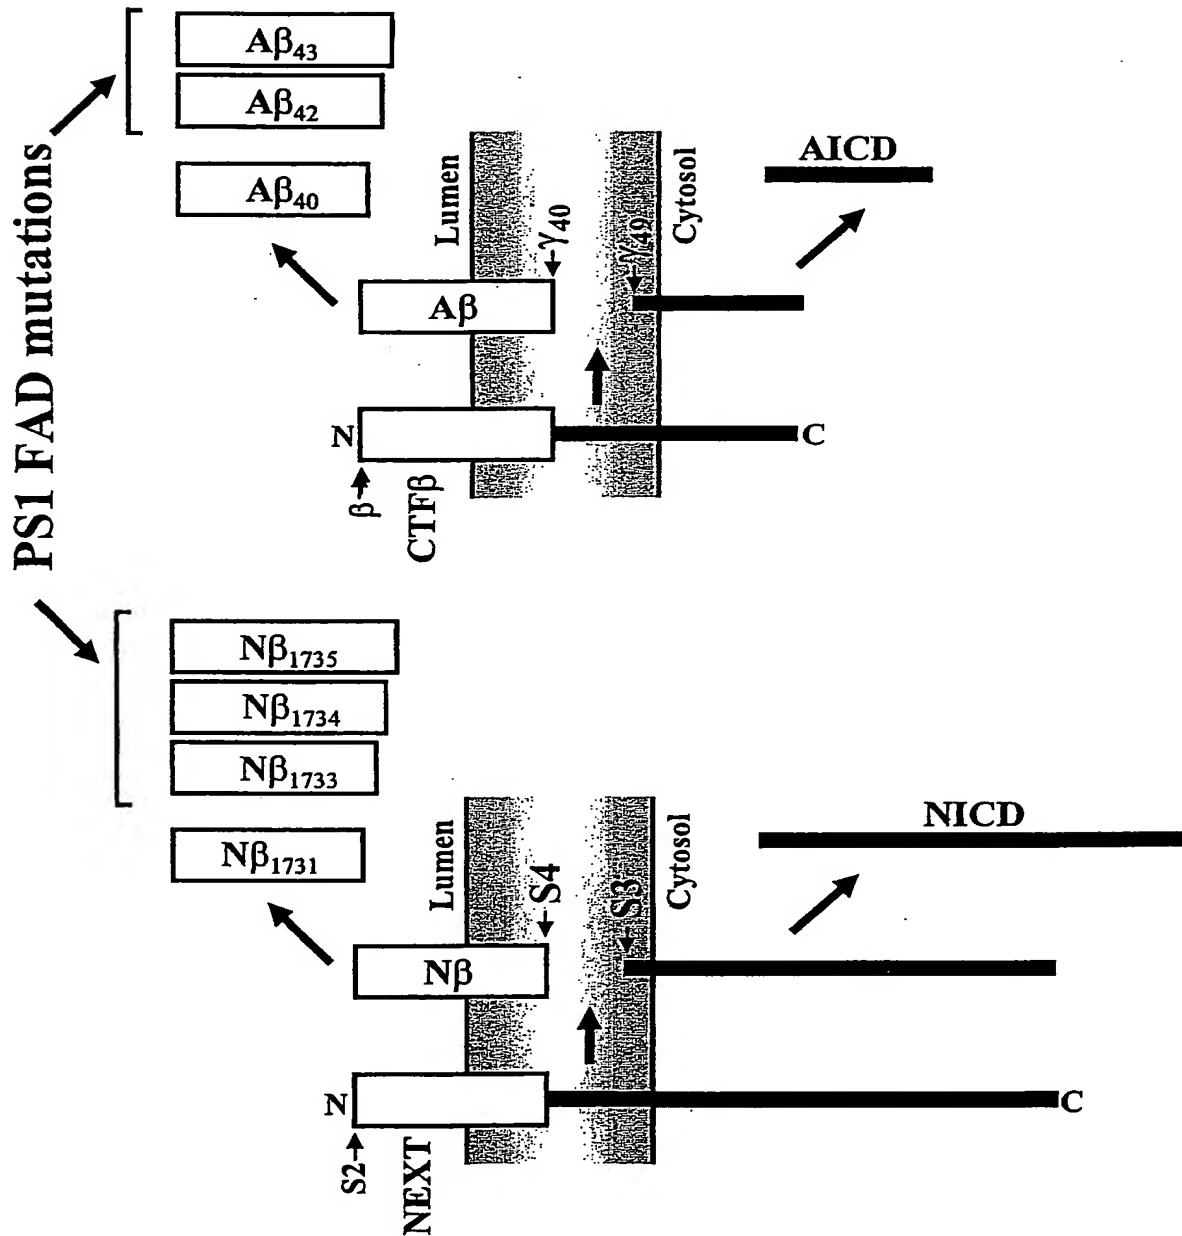 PS1 FAD mutations
Aβ43
Aβ42
Aβ40
Lumen
Aβ
γ40
γ49
Cytosol
AICD
N
β
CTFβ
C
Nβ1735
Nβ1734
Nβ1733
Nβ1731
Lumen
Nβ
S4
S3
Cytosol
NICD
N
S2
NEXT
C